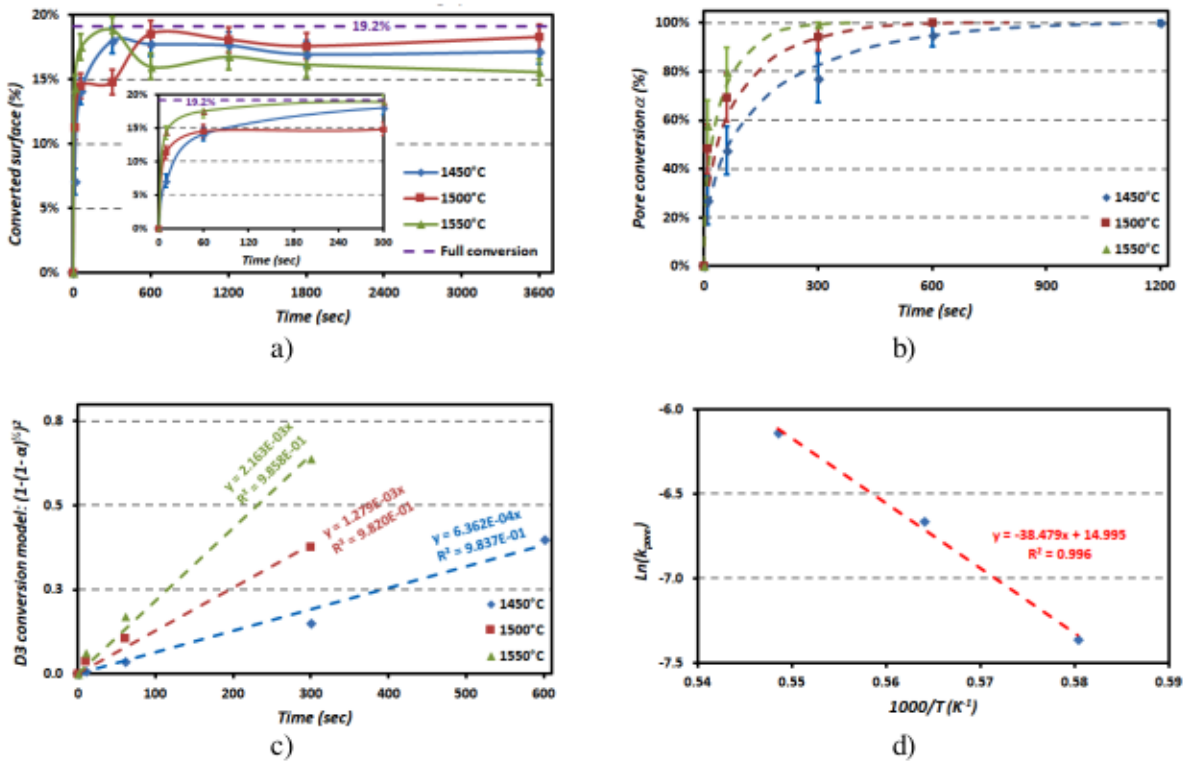 20%
15%
10%
5%
0%
Converted surface (%)
19.2%
20%
15%
10%
5%
0%
19.2%
0 60 120 180 240 300
Time (sec)
1450°C
1500°C
1550°C
Full conversion
0 600 1200 1800 2400 3000 3600
Time (sec)
a)
100%
80%
60%
40%
20%
0%
Pore conversion α (%)
1450°C
1500°C
1550°C
0 300 600 900 1200
Time (sec)
b)
0.8
0.5
0.3
0.0
D3 conversion model: (1-(1- α)^⅓)²
y = 2.163E-03x
R² = 9.858E-01
y = 1.279E-03x
R² = 9.820E-01
y = 6.362E-04x
R² = 9.837E-01
1450°C
1500°C
1550°C
0 100 200 300 400 500 600
Time (sec)
c)
-6.0
-6.5
-7.0
-7.5
Ln(kpore)
y = -38.479x + 14.995
R² = 0.996
0.54 0.55 0.56 0.57 0.58 0.59
1000/T (K⁻¹)
d)